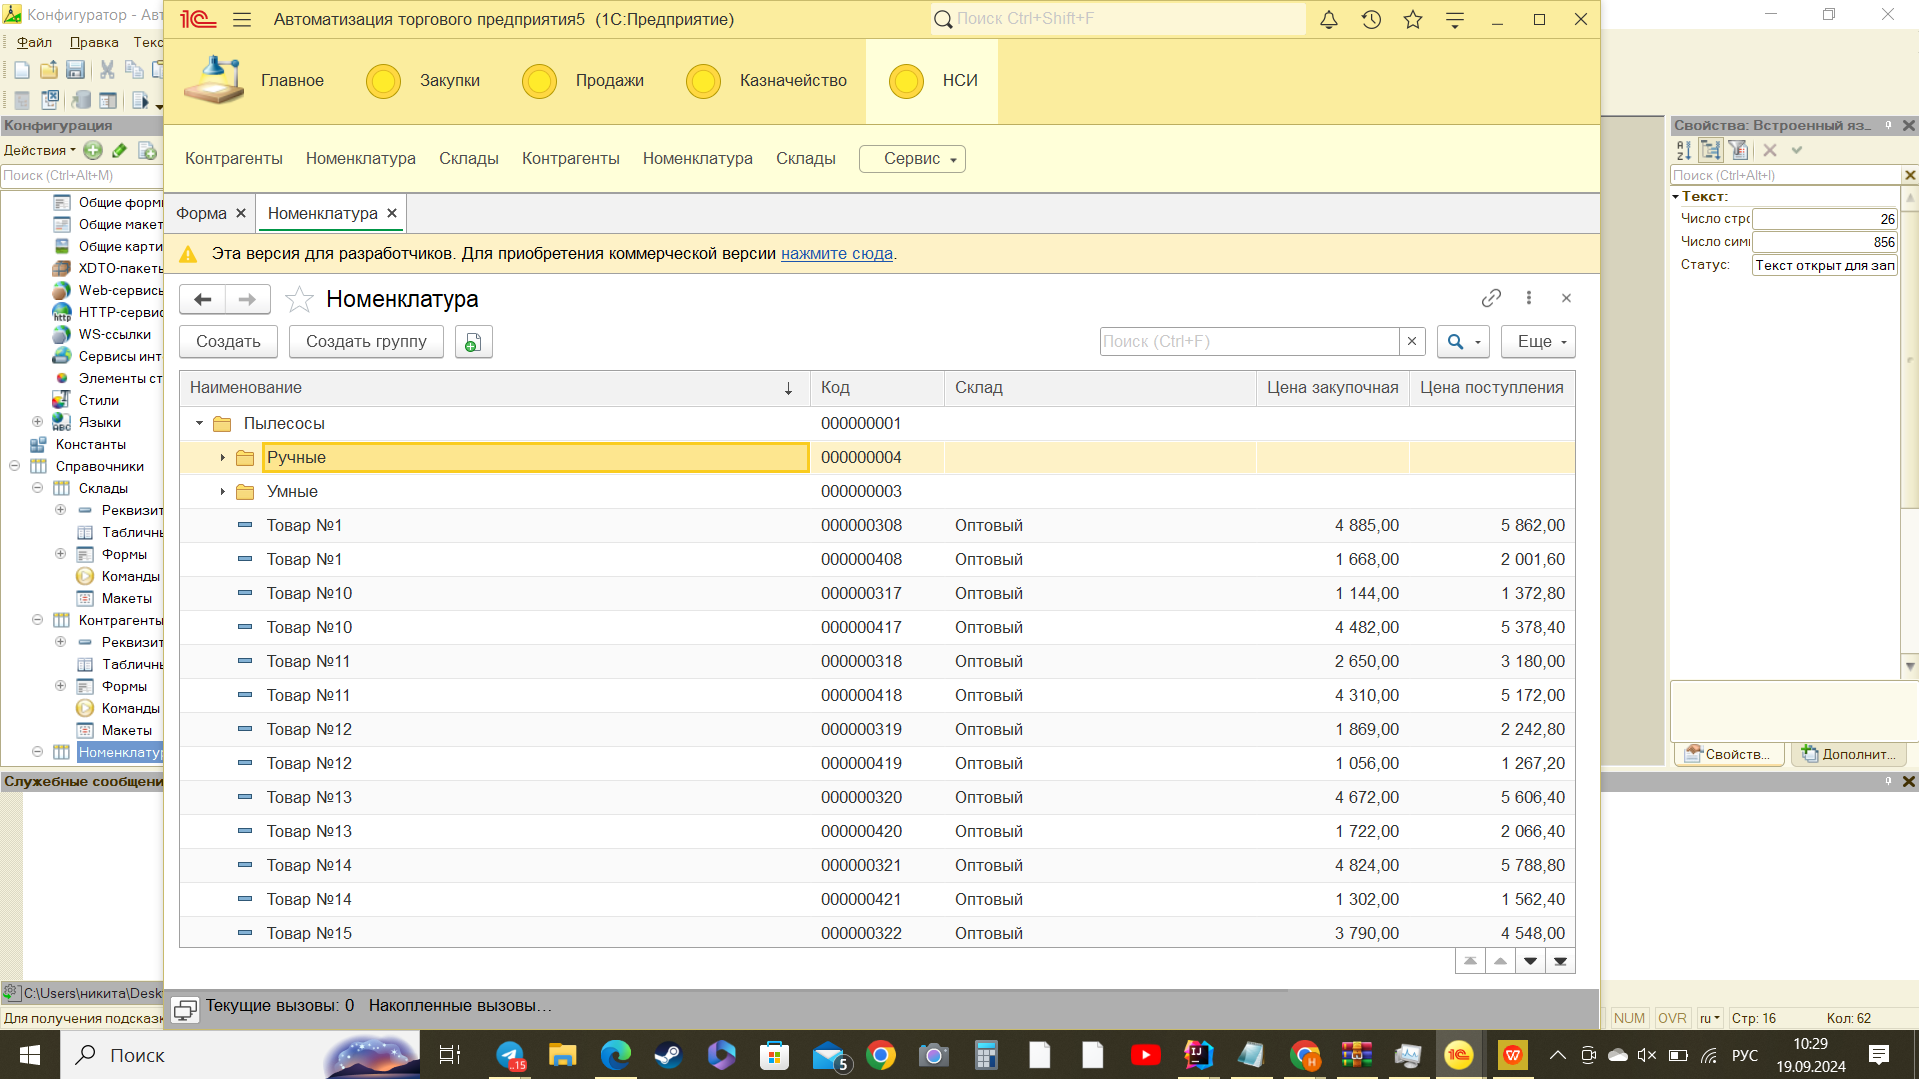 Конфигуратор - Авт
Автоматизация торгового предприятия5 (1С:Предприятие)
Поиск Ctrl+Shift+F
Файл Правка Текс
Главное Закупки Продажи Казначейство НСИ
Конфигурация
Свойства: Встроенный яз...
Действия
Контрагенты Номенклатура Склады Контрагенты Номенклатура Склады Сервис
Поиск (Ctrl+Alt+M)
Поиск (Ctrl+Alt+I)
Текст:
Число стро 26
Число сим 856
Статус: Текст открыт для зап
Общие форм
Общие макет
Общие карти
XDTO-пакеты
Web-сервисы
HTTP-сервис
WS-ссылки
Сервисы инт
Элементы ст
Стили
Языки
Константы
Справочники
Склады
Реквизит
Табличн
Формы
Команды
Макеты
Контрагенты
Реквизит
Табличн
Формы
Команды
Макеты
Номенклатур
Форма Номенклатура
Эта версия для разработчиков. Для приобретения коммерческой версии нажмите сюда.
Номенклатура
Создать Создать группу Поиск (Ctrl+F) Еще
Наименование Код Склад Цена закупочная Цена поступления
Пылесосы 000000001
Ручные 000000004
Умные 000000003
Товар №1 000000308 Оптовый 4 885,00 5 862,00
Товар №1 000000408 Оптовый 1 668,00 2 001,60
Товар №10 000000317 Оптовый 1 144,00 1 372,80
Товар №10 000000417 Оптовый 4 482,00 5 378,40
Товар №11 000000318 Оптовый 2 650,00 3 180,00
Товар №11 000000418 Оптовый 4 310,00 5 172,00
Товар №12 000000319 Оптовый 1 869,00 2 242,80
Товар №12 000000419 Оптовый 1 056,00 1 267,20
Товар №13 000000320 Оптовый 4 672,00 5 606,40
Товар №13 000000420 Оптовый 1 722,00 2 066,40
Товар №14 000000321 Оптовый 4 824,00 5 788,80
Товар №14 000000421 Оптовый 1 302,00 1 562,40
Товар №15 000000322 Оптовый 3 790,00 4 548,00
Свойств... Дополнит...
Служебные сообщени
C:\Users\никита\Desk
Текущие вызовы: 0 Накопленные вызовы...
Для получения подсказк
NUM OVR ru Стр: 16 Кол: 62
Поиск
..15
5
РУС
10:29
19.09.2024